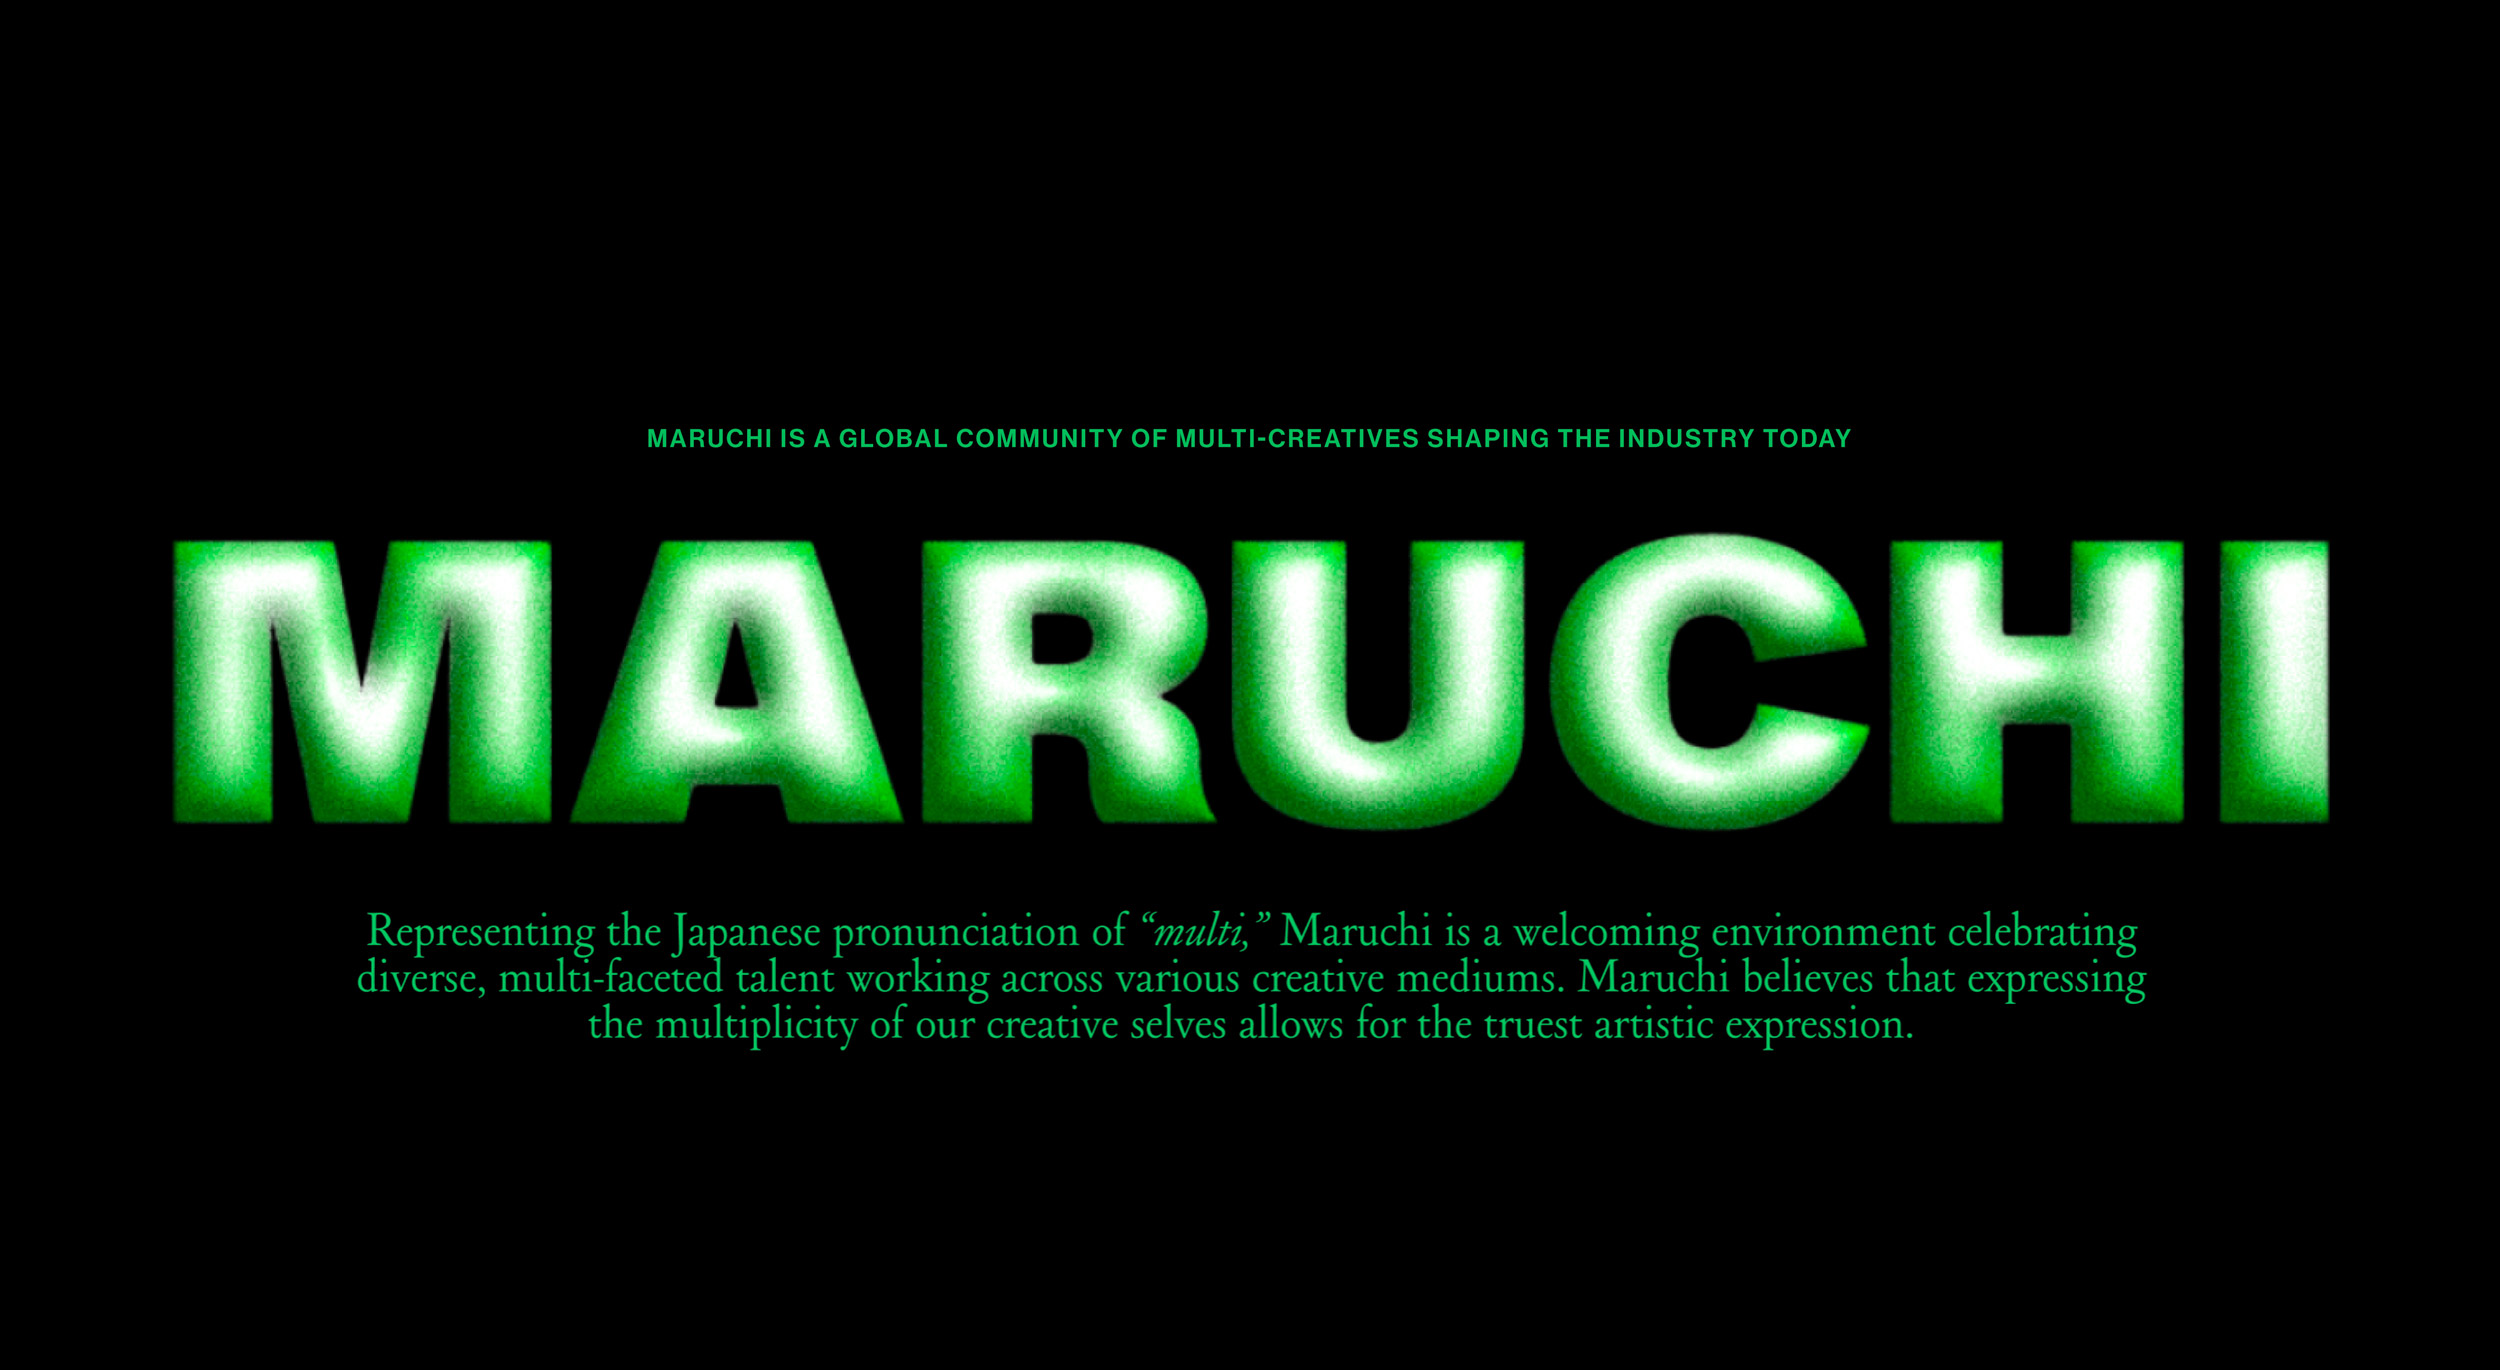 MARUCHI IS A GLOBAL COMMUNITY OF MULTI-CREATIVES SHAPING THE INDUSTRY TODAY
MARUCHI
Representing the Japanese pronunciation of “multi,” Maruchi is a welcoming environment celebrating
diverse, multi-faceted talent working across various creative mediums. Maruchi believes that expressing
the multiplicity of our creative selves allows for the truest artistic expression.